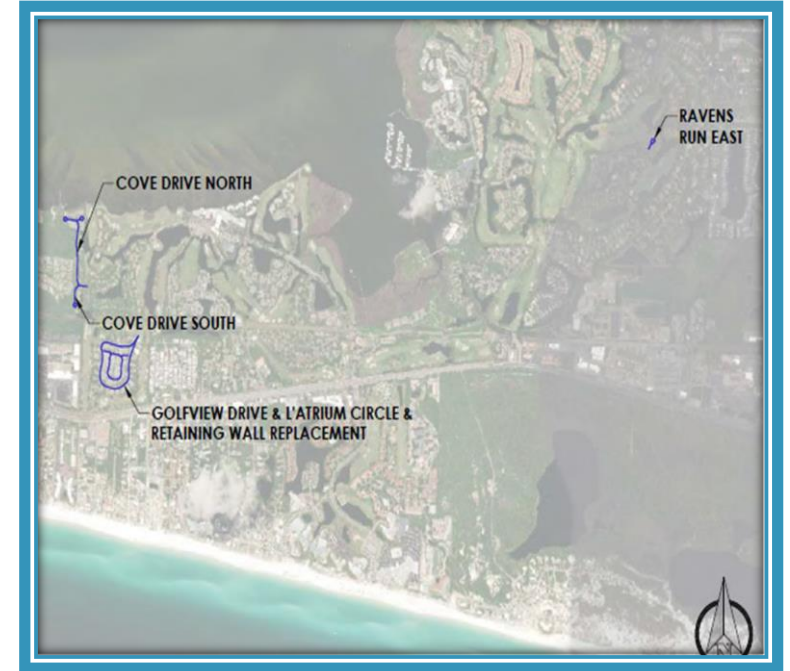 RAVENS
RUN EAST
COVE DRIVE NORTH
COVE DRIVE SOUTH
GOLFVIEW DRIVE & L'ATRIUM CIRCLE &
RETAINING WALL REPLACEMENT